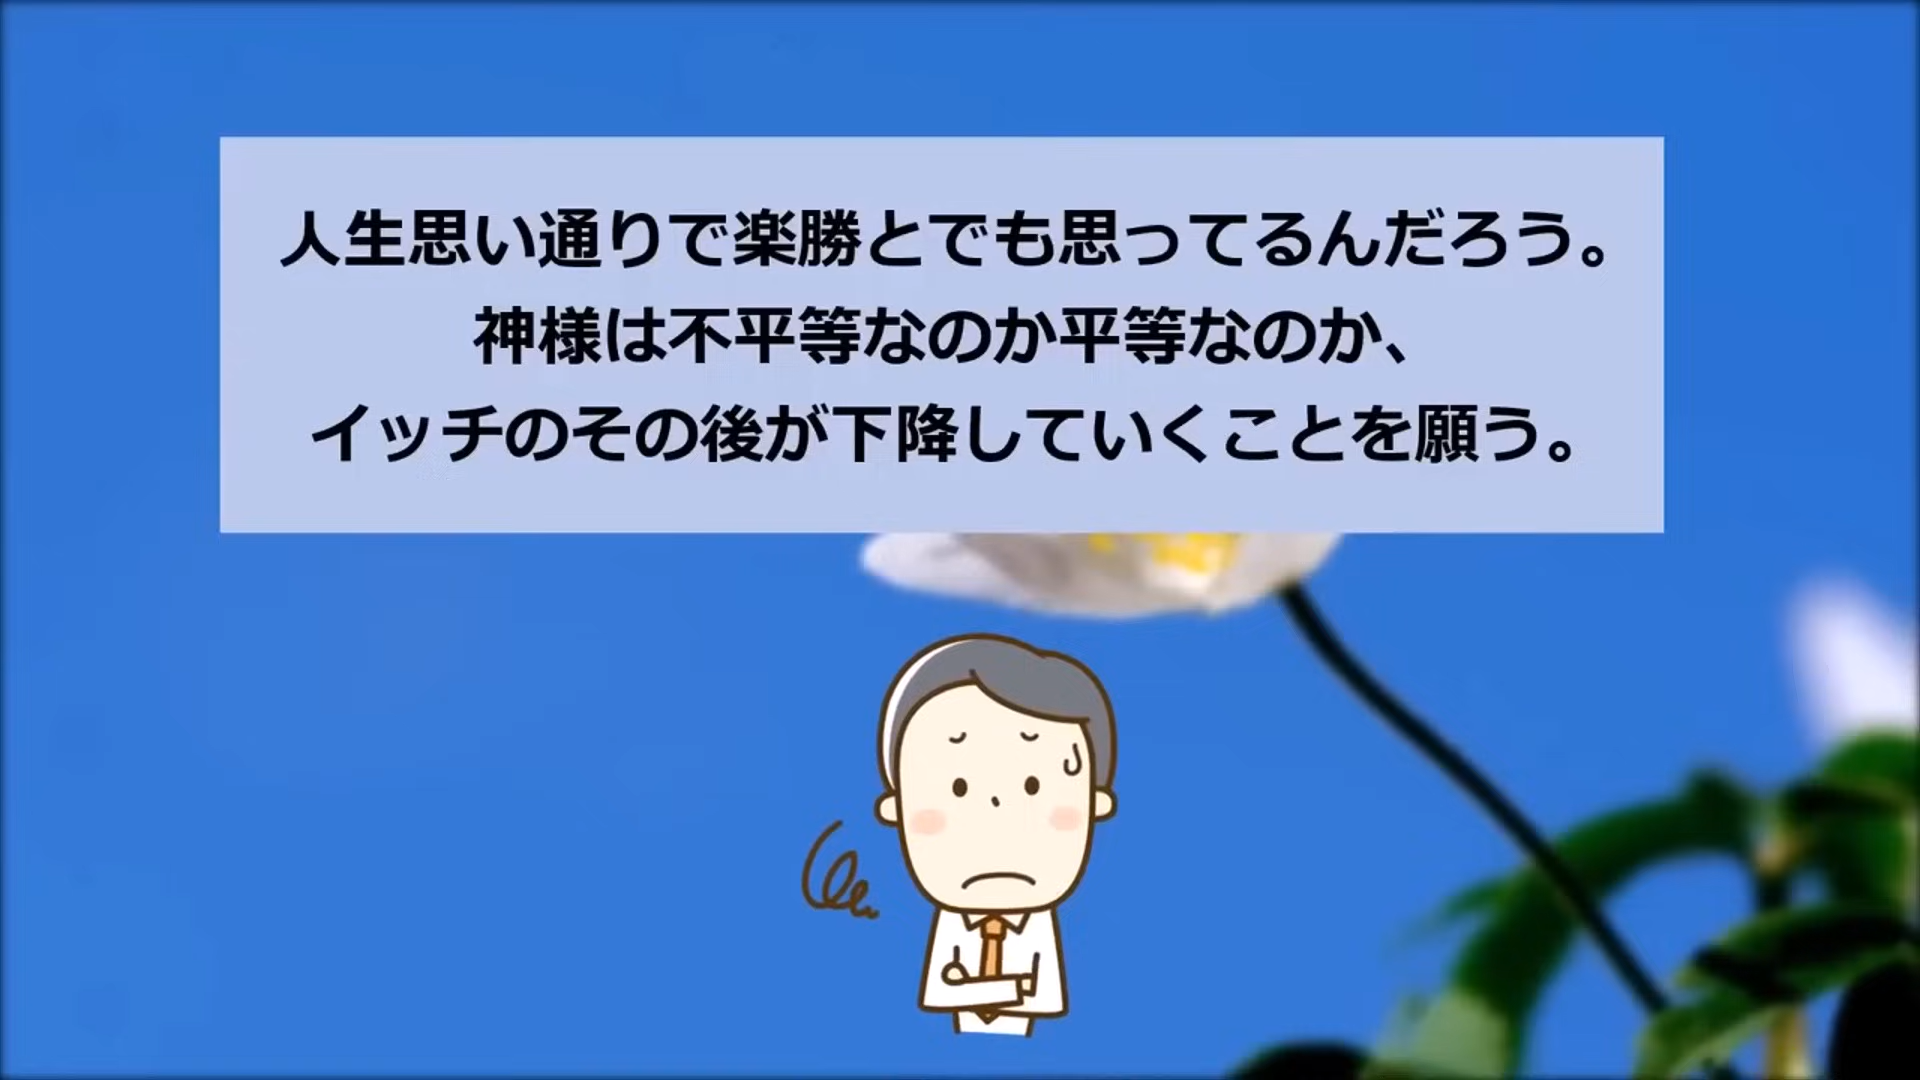 人生思い通りで楽勝とでも思ってるんだろう。
神様は不平等なのか平等なのか、
イッチのその後が下降していくことを願う。